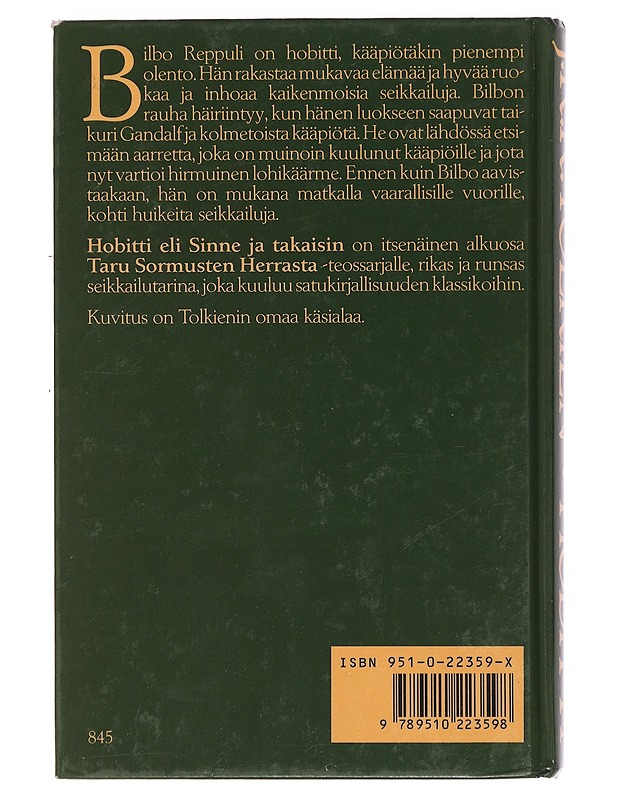 Bilbo Reppuli on hobitti, kääpiötäkin pienempi
olento. Hän rakastaa mukavaa elämää ja hyvää ruo-
kaa ja inhoaa kaikenmoisia seikkailuja. Bilbon
rauha häiriintyy, kun hänen luokseen saapuvat tai-
kuri Gandalf ja kolmetoista kääpiötä. He ovat lähdössä etsi-
mään aarretta, joka on muinoin kuulunut kääpiöille ja jota
nyt vartioi hirmuinen lohikäärme. Ennen kuin Bilbo aavis-
taakaan, hän on mukana matkalla vaarallisille vuorille,
kohti huikeita seikkailuja.
Hobitti eli Sinne ja takaisin on itsenäinen alkuosa
Taru Sormusten Herrasta -teossarjalle, rikas ja runsas
seikkailutarina, joka kuuluu satukirjallisuuden klassikoihin.
Kuvitus on Tolkienin omaa käsialaa.
ISBN 951-0-22359-X
9 789510 223598
845